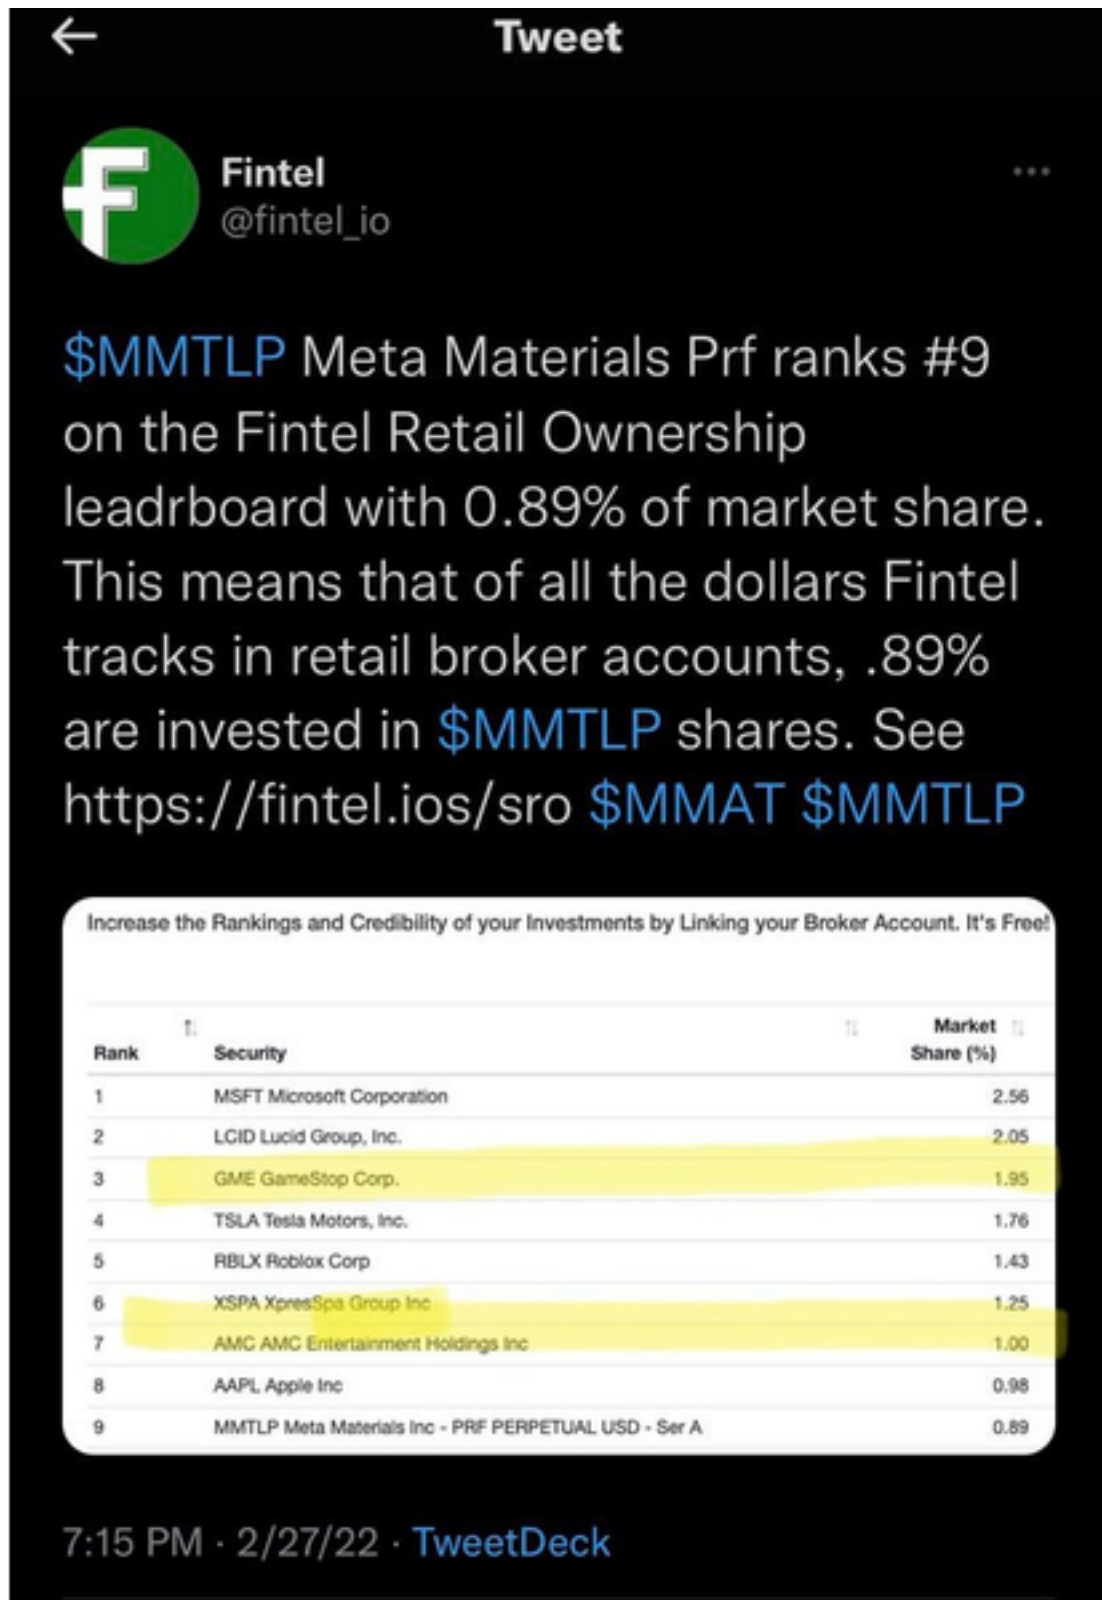 Tweet
Fintel
@fintel_io
$MMTLP Meta Materials Prf ranks #9
on the Fintel Retail Ownership
leadrboard with 0.89% of market share.
This means that of all the dollars Fintel
tracks in retail broker accounts, .89%
are invested in $MMTLP shares. See
https://fintel.ios/sro $MMAT $MMTLP
Increase the Rankings and Credibility of your Investments by Linking your Broker Account. It's Free!
Rank Security Market Share (%)
1 MSFT Microsoft Corporation 2.56
2 LCID Lucid Group, Inc. 2.05
3 GME GameStop Corp. 1.95
4 TSLA Tesla Motors, Inc. 1.76
5 RBLX Roblox Corp 1.43
6 XSPA XpresSpa Group Inc 1.25
7 AMC AMC Entertainment Holdings Inc 1.00
8 AAPL Apple Inc 0.98
9 MMTLP Meta Materials Inc - PRF PERPETUAL USD - Ser A 0.89
7:15 PM · 2/27/22 · TweetDeck